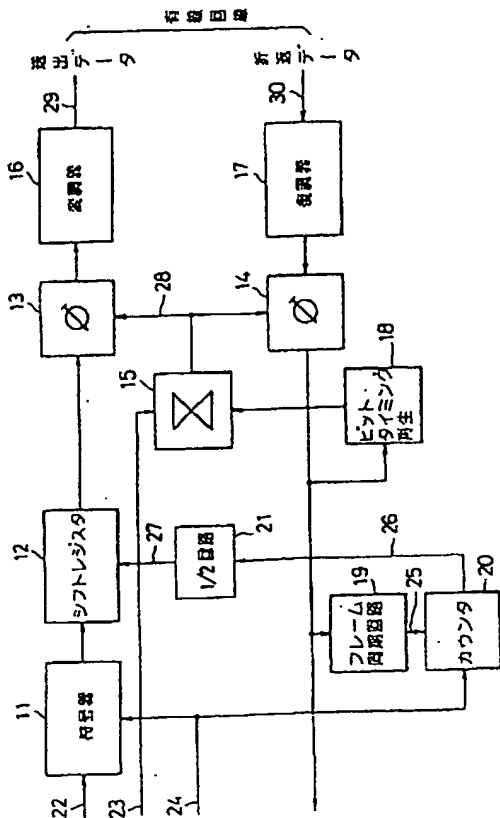 有線回線
送出データ
折返データ
29
30
16
変調器
17
復調器
13
Ø
28
14
Ø
15
18
ビット・
タイミング
再生
12
シフトレジスタ
27
21
1/2回路
26
19
フレーム
同期回路
25
20
カウンタ
11
符号器
22
23
24